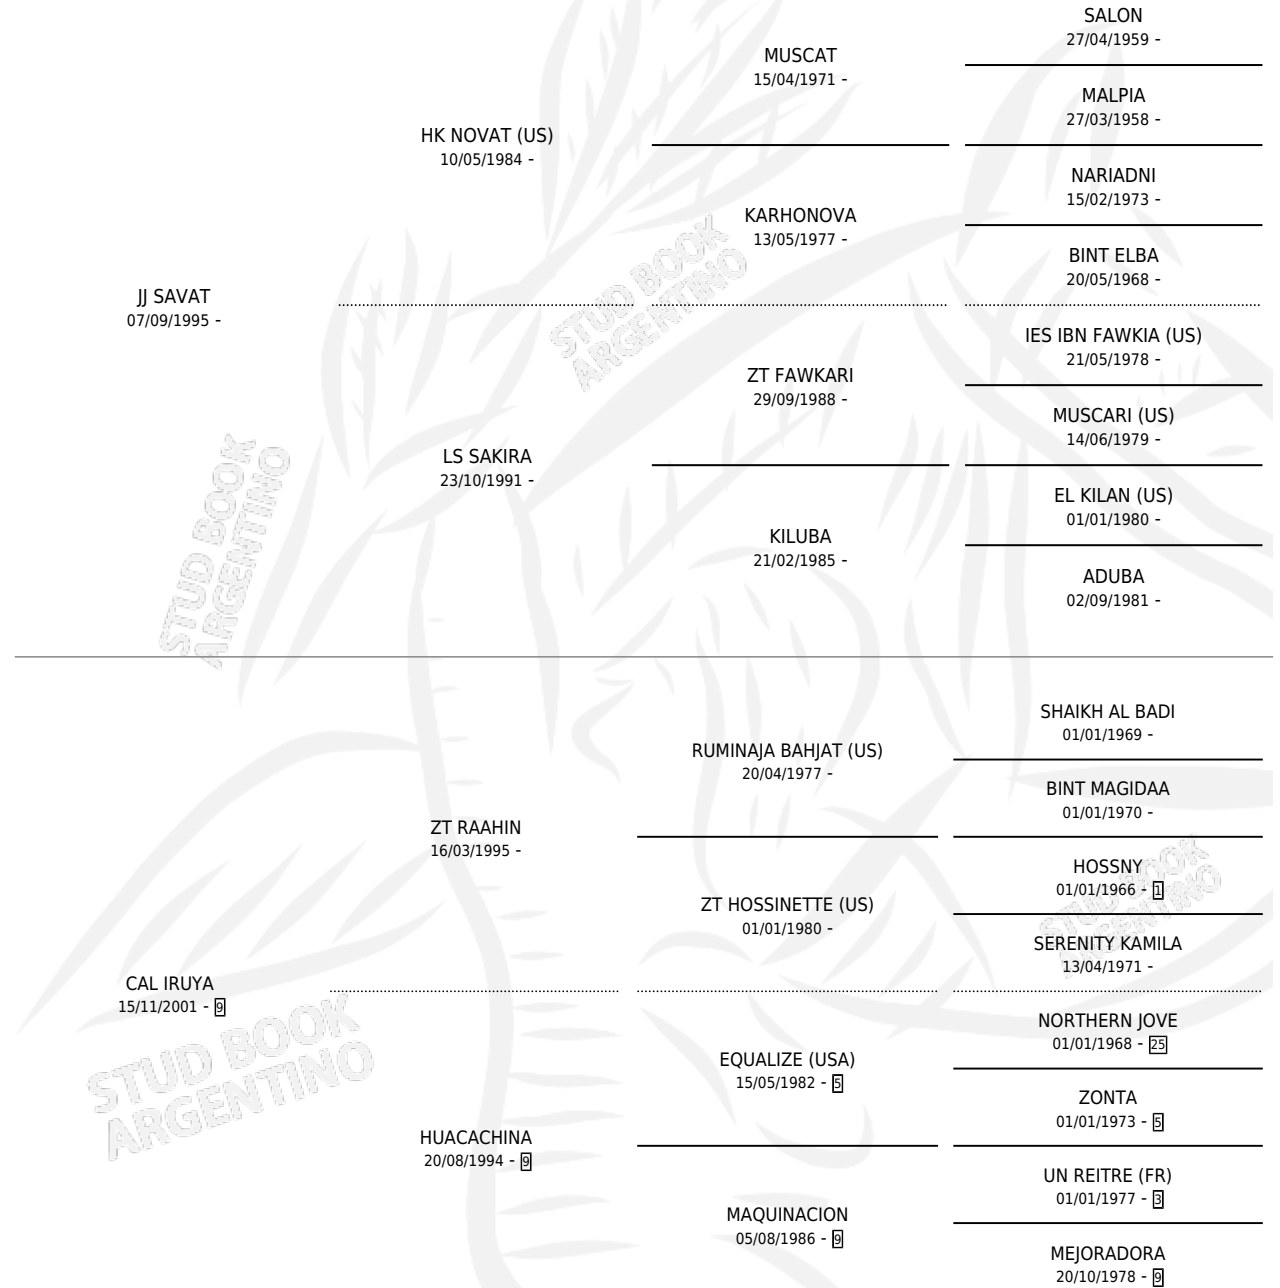 SALON
27/04/1959 -
MUSCAT
15/04/1971 -
MALPIA
27/03/1958 -
HK NOVAT (US)
10/05/1984 -
NARIADNI
15/02/1973 -
KARHONOVA
13/05/1977 -
BINT ELBA
20/05/1968 -
JJ SAVAT
07/09/1995 -
IES IBN FAWKIA (US)
21/05/1978 -
ZT FAWKARI
29/09/1988 -
MUSCARI (US)
14/06/1979 -
LS SAKIRA
23/10/1991 -
EL KILAN (US)
01/01/1980 -
KILUBA
21/02/1985 -
ADUBA
02/09/1981 -
STUD BOOK
ARGENTINO
STUD BOOK
ARGENTINO
SHAIKH AL BADI
01/01/1969 -
RUMINAJA BAHJAT (US)
20/04/1977 -
BINT MAGIDAA
01/01/1970 -
ZT RAAHIN
16/03/1995 -
HOSSNY
01/01/1966 - 1
ZT HOSSINETTE (US)
01/01/1980 -
SERENITY KAMILA
13/04/1971 -
STUD BOOK
ARGENTINO
CAL IRUYA
15/11/2001 - 9
NORTHERN JOVE
01/01/1968 - 25
EQUALIZE (USA)
15/05/1982 - 5
ZONTA
01/01/1973 - 5
STUD BOOK
ARGENTINO
HUACACHINA
20/08/1994 - 9
UN REITRE (FR)
01/01/1977 - 3
MAQUINACION
05/08/1986 - 9
MEJORADORA
20/10/1978 - 9